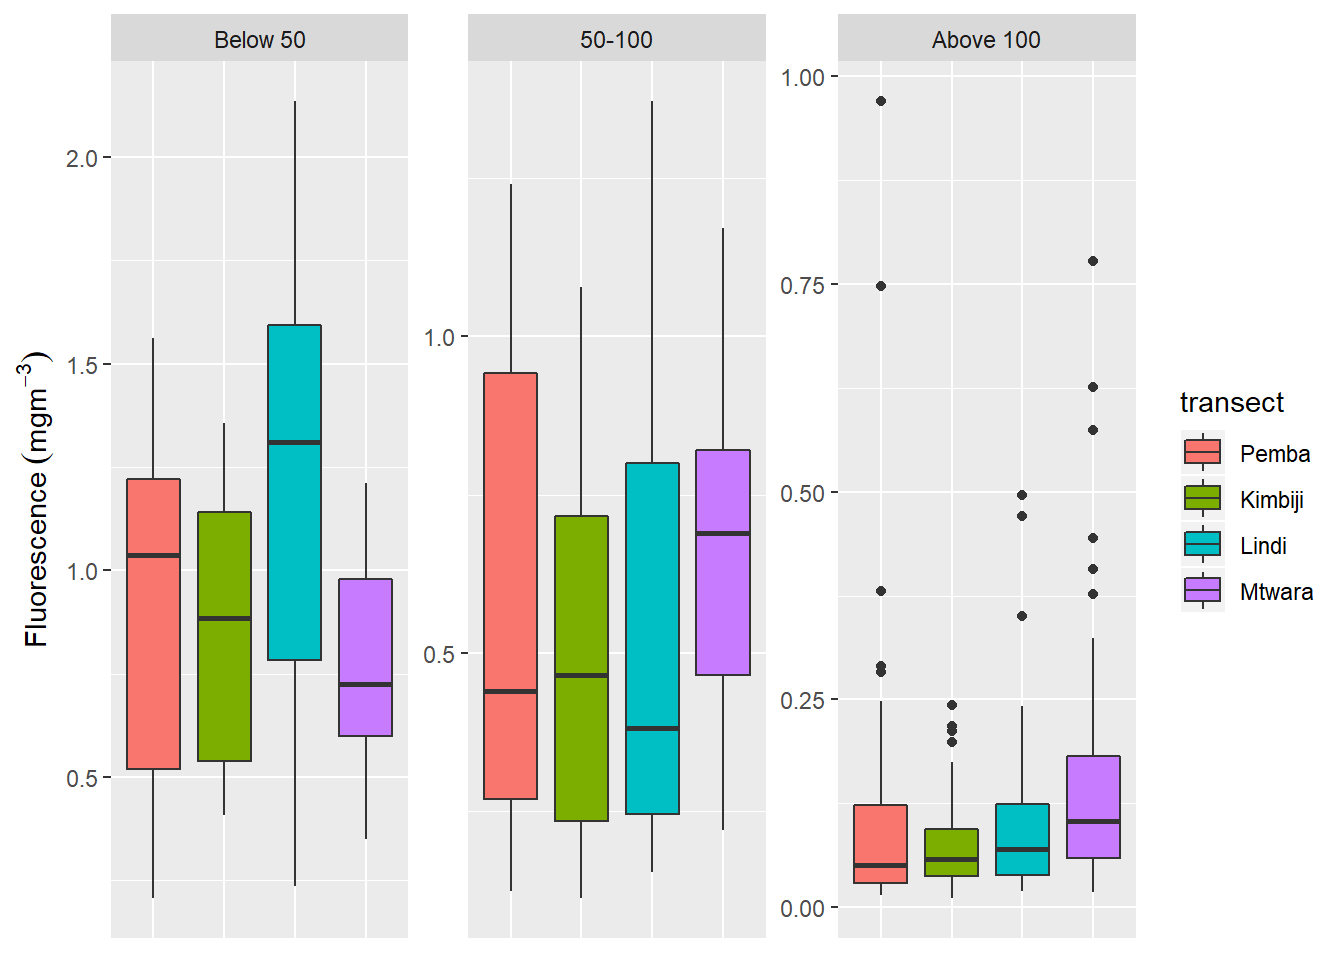 Below 50
50-100
Above 100
2.0
1.5
1.0
0.5
1.0
0.5
1.00
0.75
0.50
0.25
0.00
Fluorescence (mgm⁻³)
transect
Pemba
Kimbiji
Lindi
Mtwara